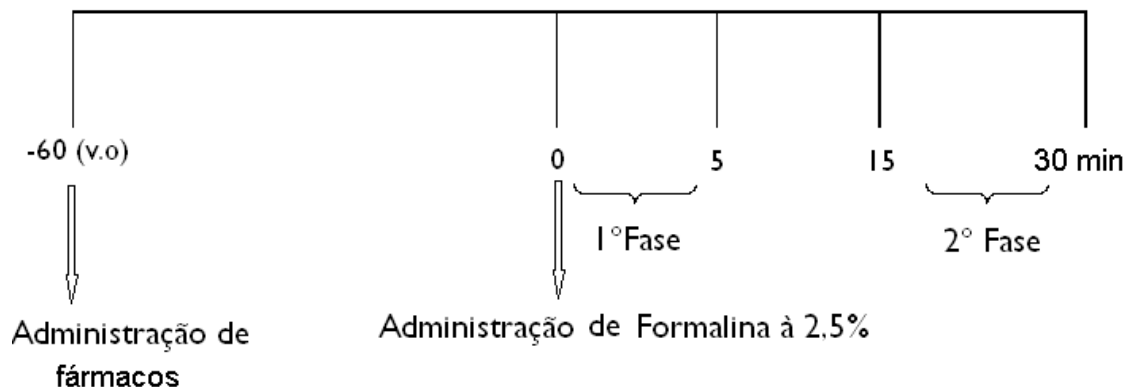 -60 (v.o)
0
5
15
30 min
1°Fase
2° Fase
Administração de
fármacos
Administração de Formalina à 2,5%